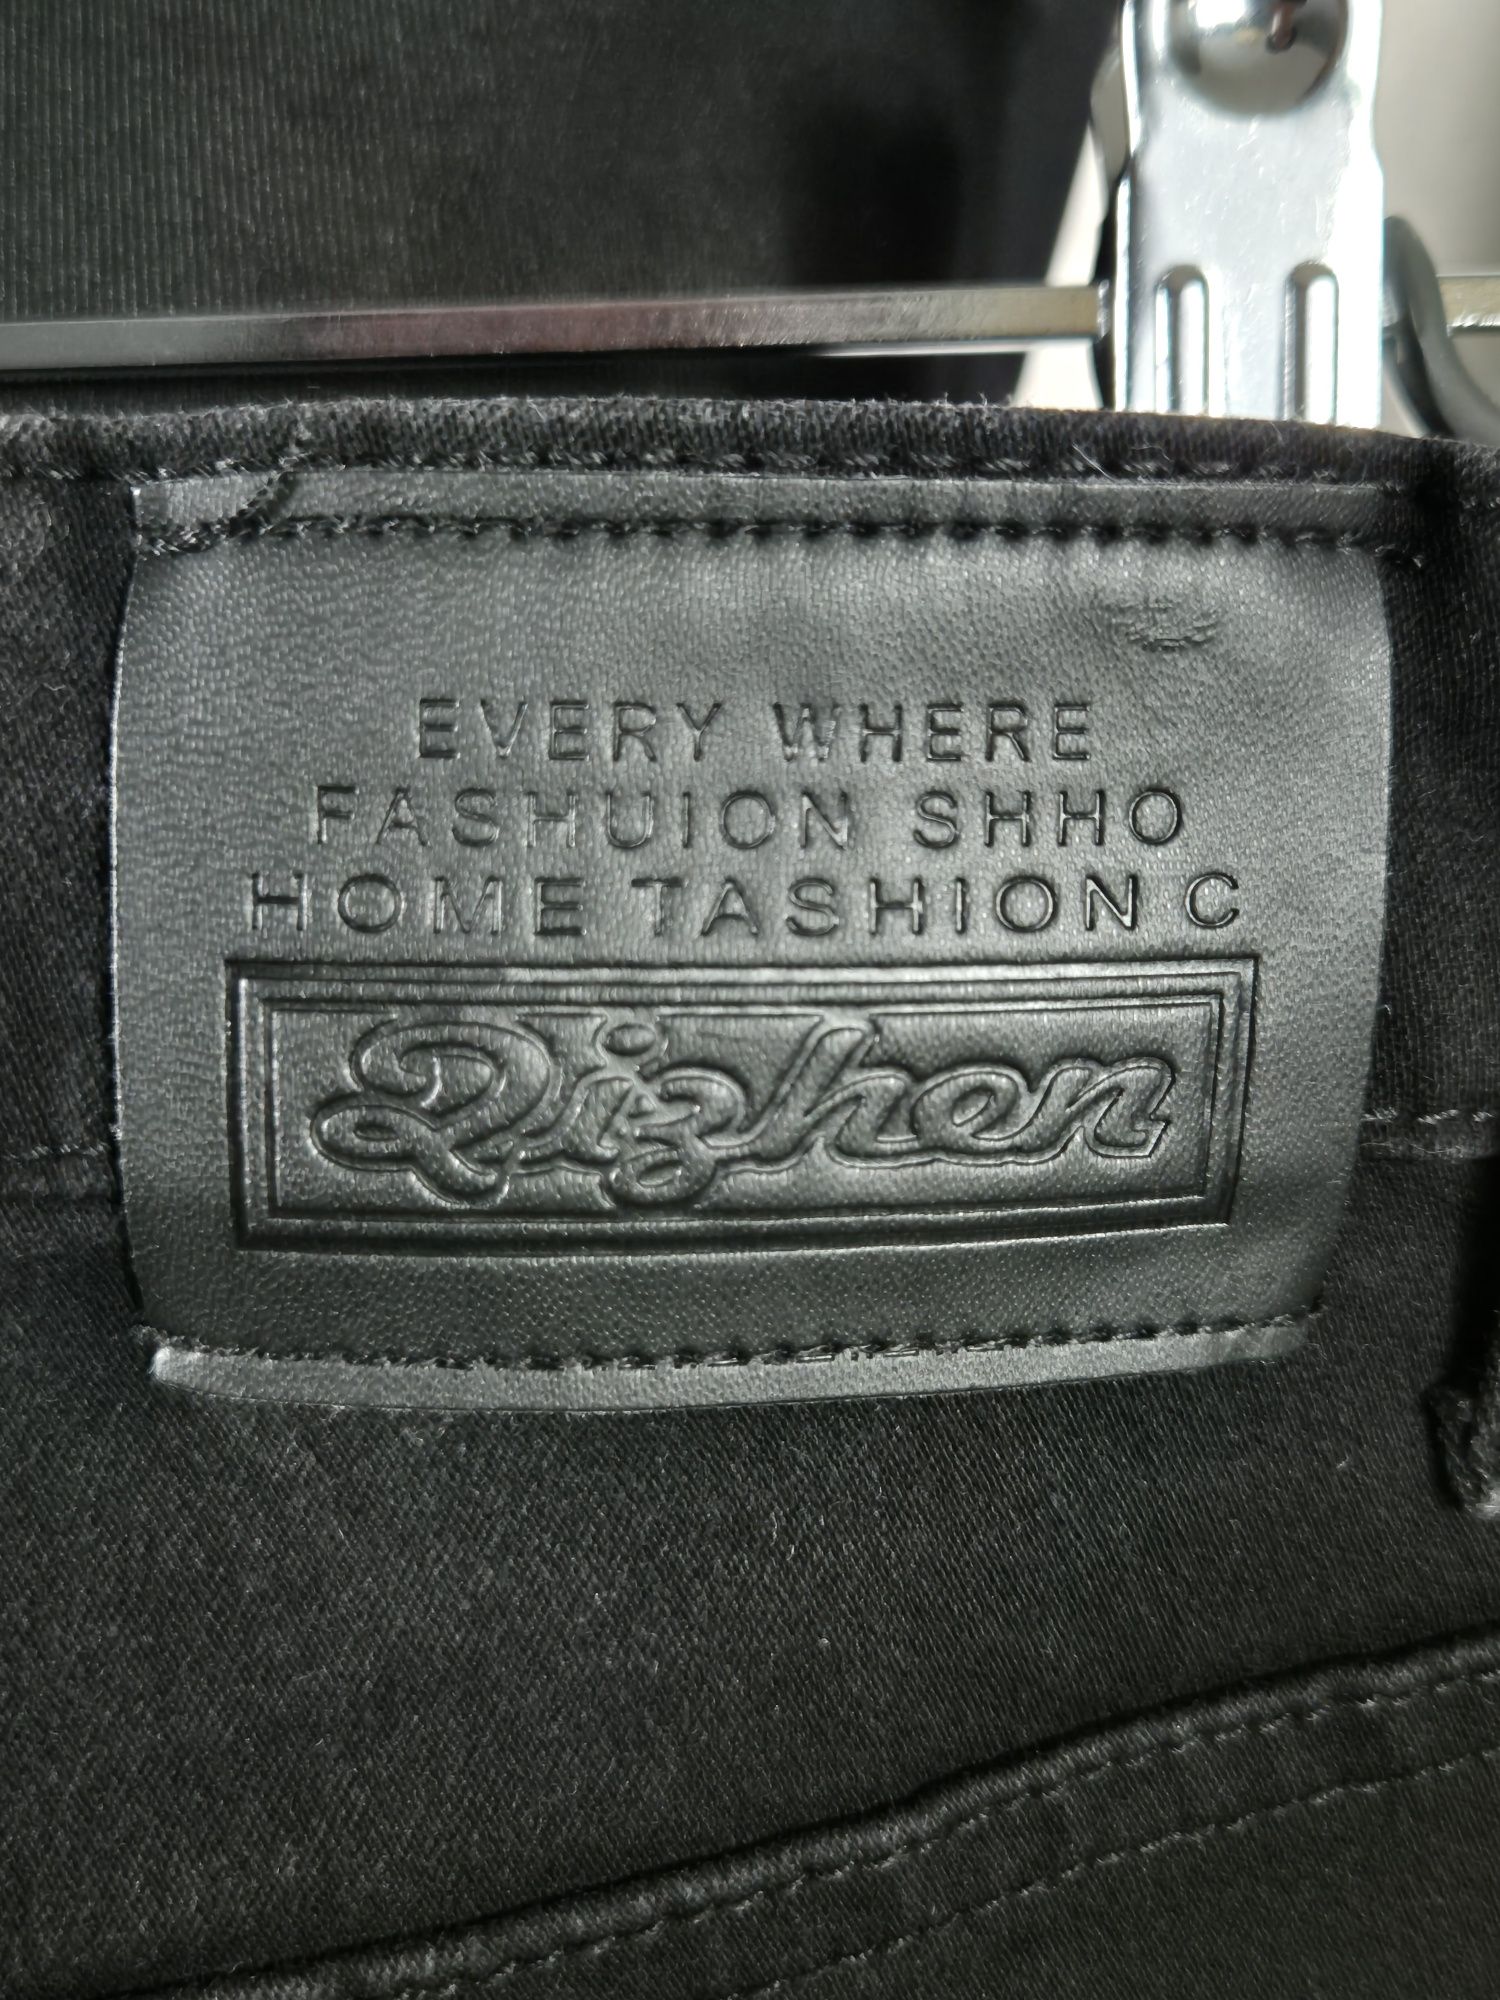 EVERY WHERE
FASHUION SHHO
HOME TASHION C
Qizhen